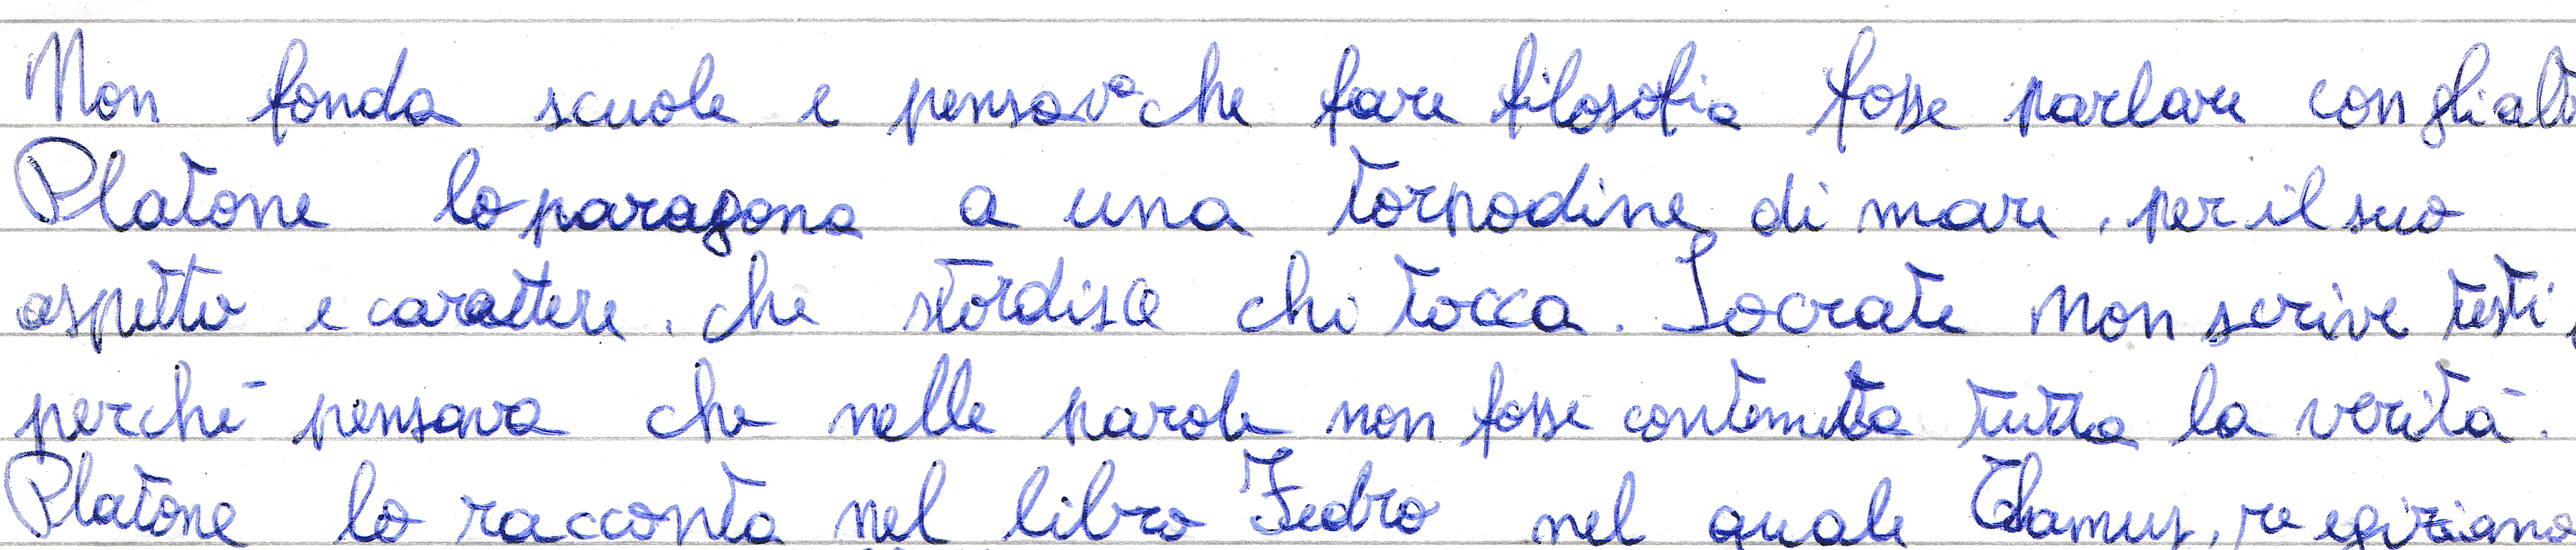 Non fonda scuole e pensava che fare filosofia fosse parlare con gli
Platone lo paragona a una torpodine di mare, per il suo
aspetto e carattere, che stordisce chi tocca. Socrate non scrive testi,
perché pensava che nelle parole non fosse contenuta tutta la verità.
Platone lo racconta nel libro Fedro nel quale Thamus, re egiziano